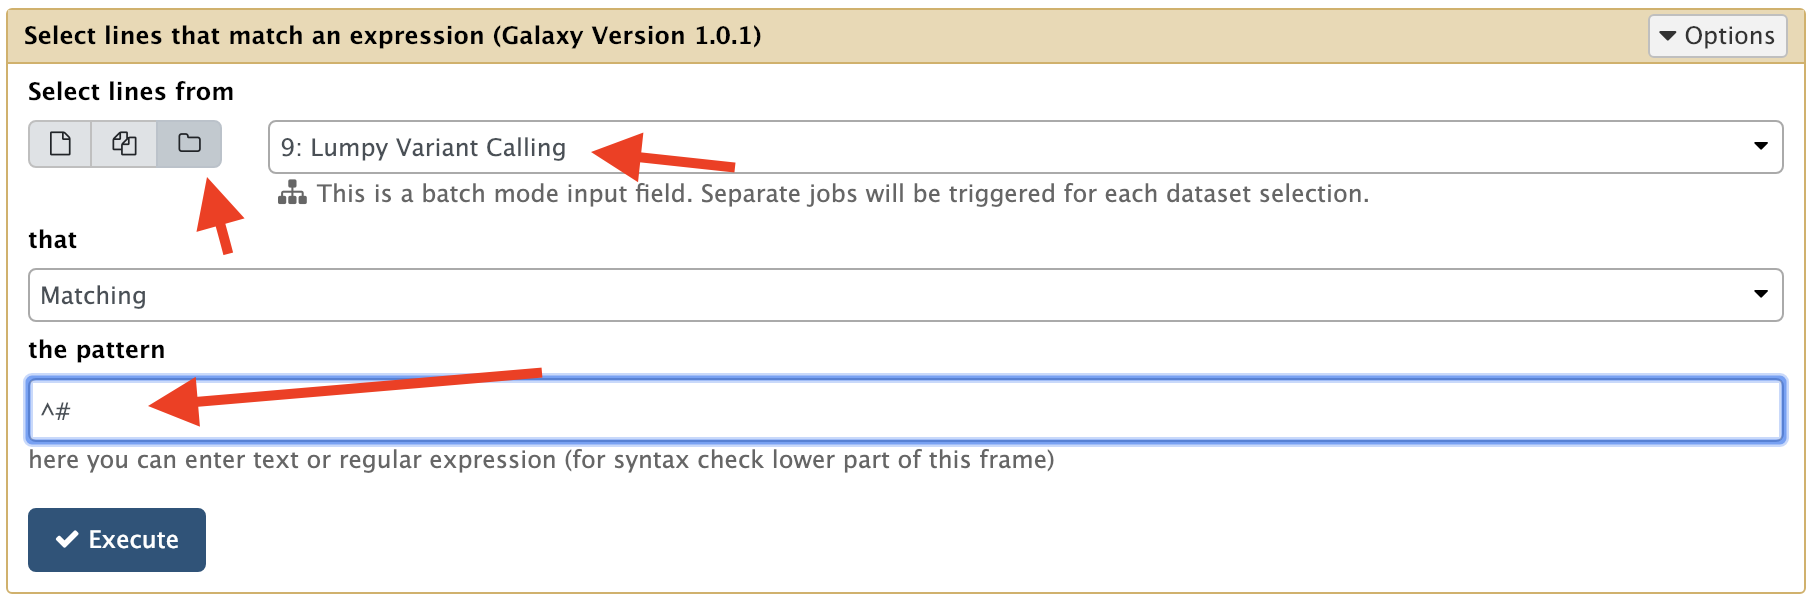 Select lines that match an expression (Galaxy Version 1.0.1)
Options
Select lines from
9: Lumpy Variant Calling
This is a batch mode input field. Separate jobs will be triggered for each dataset selection.
that
Matching
the pattern
^#
here you can enter text or regular expression (for syntax check lower part of this frame)
Execute